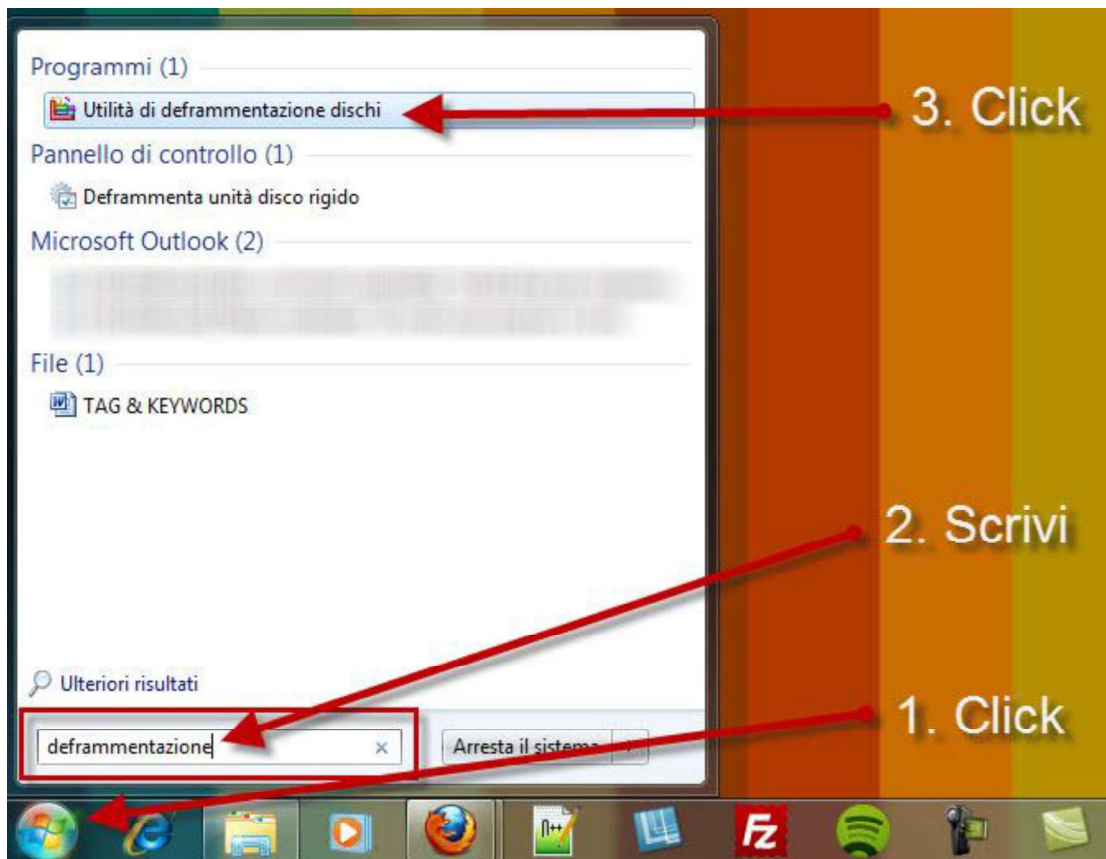 Programmi (1)
Utilità di deframmentazione dischi
3. Click
Pannello di controllo (1)
Deframmenta unità disco rigido
Microsoft Outlook (2)
File (1)
TAG & KEYWORDS
2. Scrivi
Ulteriori risultati
1. Click
deframmentazione
Arresta il sistema
N++
Fz